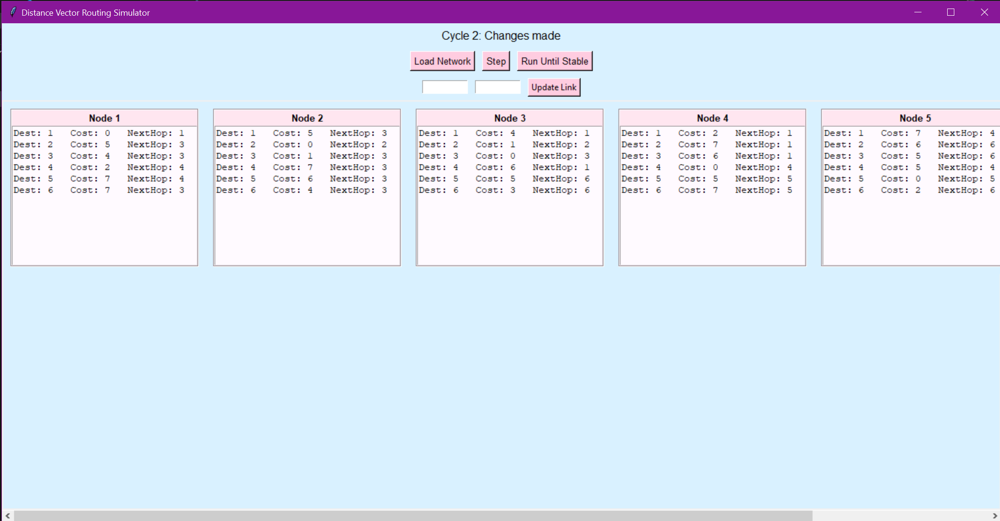 Distance Vector Routing Simulator
Cycle 2: Changes made
Load Network Step Run Until Stable
Update Link
Node 1
Dest: 1 Cost: 0 NextHop: 1
Dest: 2 Cost: 5 NextHop: 3
Dest: 3 Cost: 4 NextHop: 3
Dest: 4 Cost: 2 NextHop: 4
Dest: 5 Cost: 7 NextHop: 4
Dest: 6 Cost: 7 NextHop: 3
Node 2
Dest: 1 Cost: 5 NextHop: 3
Dest: 2 Cost: 0 NextHop: 2
Dest: 3 Cost: 1 NextHop: 3
Dest: 4 Cost: 7 NextHop: 3
Dest: 5 Cost: 6 NextHop: 3
Dest: 6 Cost: 4 NextHop: 3
Node 3
Dest: 1 Cost: 4 NextHop: 1
Dest: 2 Cost: 1 NextHop: 2
Dest: 3 Cost: 0 NextHop: 3
Dest: 4 Cost: 6 NextHop: 1
Dest: 5 Cost: 5 NextHop: 6
Dest: 6 Cost: 3 NextHop: 6
Node 4
Dest: 1 Cost: 2 NextHop: 1
Dest: 2 Cost: 7 NextHop: 1
Dest: 3 Cost: 6 NextHop: 1
Dest: 4 Cost: 0 NextHop: 4
Dest: 5 Cost: 5 NextHop: 5
Dest: 6 Cost: 7 NextHop: 5
Node 5
Dest: 1 Cost: 7 NextHop: 4
Dest: 2 Cost: 6 NextHop: 6
Dest: 3 Cost: 5 NextHop: 6
Dest: 4 Cost: 5 NextHop: 4
Dest: 5 Cost: 0 NextHop: 5
Dest: 6 Cost: 2 NextHop: 6